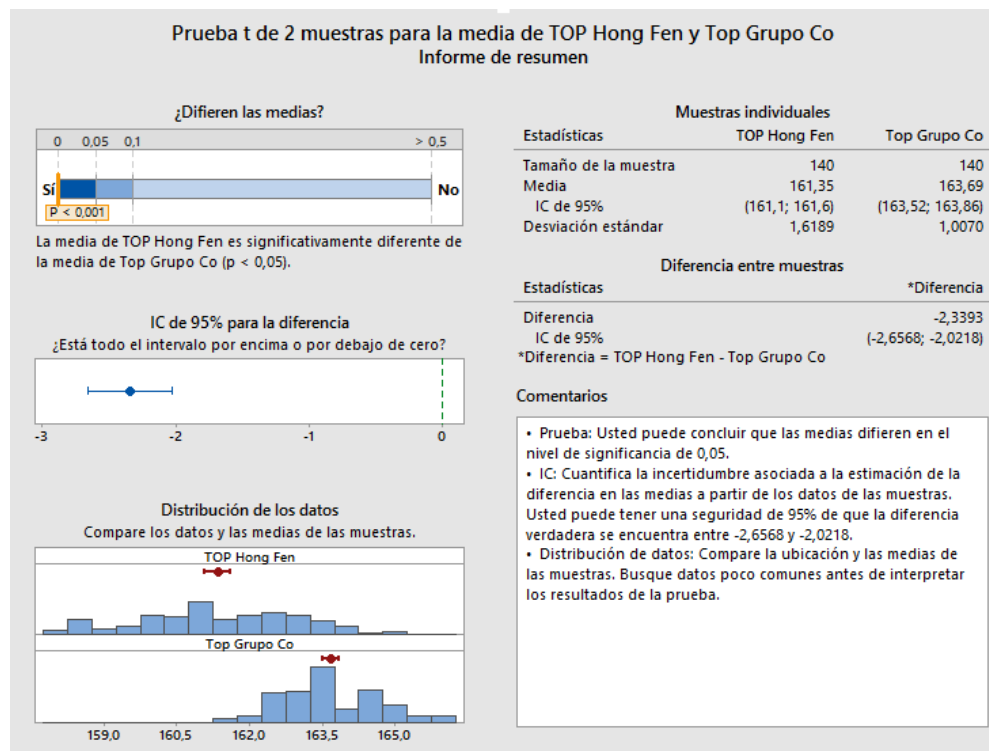 Prueba t de 2 muestras para la media de TOP Hong Fen y Top Grupo Co
Informe de resumen
¿Difieren las medias?
0 0,05 0,1 > 0,5
Sí No
P < 0,001
La media de TOP Hong Fen es significativamente diferente de
la media de Top Grupo Co (p < 0,05).
IC de 95% para la diferencia
¿Está todo el intervalo por encima o por debajo de cero?
-3 -2 -1 0
Distribución de los datos
Compare los datos y las medias de las muestras.
TOP Hong Fen
Top Grupo Co
159,0 160,5 162,0 163,5 165,0
Muestras individuales
Estadísticas TOP Hong Fen Top Grupo Co
Tamaño de la muestra 140 140
Media 161,35 163,69
IC de 95% (161,1; 161,6) (163,52; 163,86)
Desviación estándar 1,6189 1,0070
Diferencia entre muestras
Estadísticas *Diferencia
Diferencia -2,3393
IC de 95% (-2,6568; -2,0218)
*Diferencia = TOP Hong Fen - Top Grupo Co
Comentarios
• Prueba: Usted puede concluir que las medias difieren en el
nivel de significancia de 0,05.
• IC: Cuantifica la incertidumbre asociada a la estimación de la
diferencia en las medias a partir de los datos de las muestras.
Usted puede tener una seguridad de 95% de que la diferencia
verdadera se encuentra entre -2,6568 y -2,0218.
• Distribución de datos: Compare la ubicación y las medias de
las muestras. Busque datos poco comunes antes de interpretar
los resultados de la prueba.